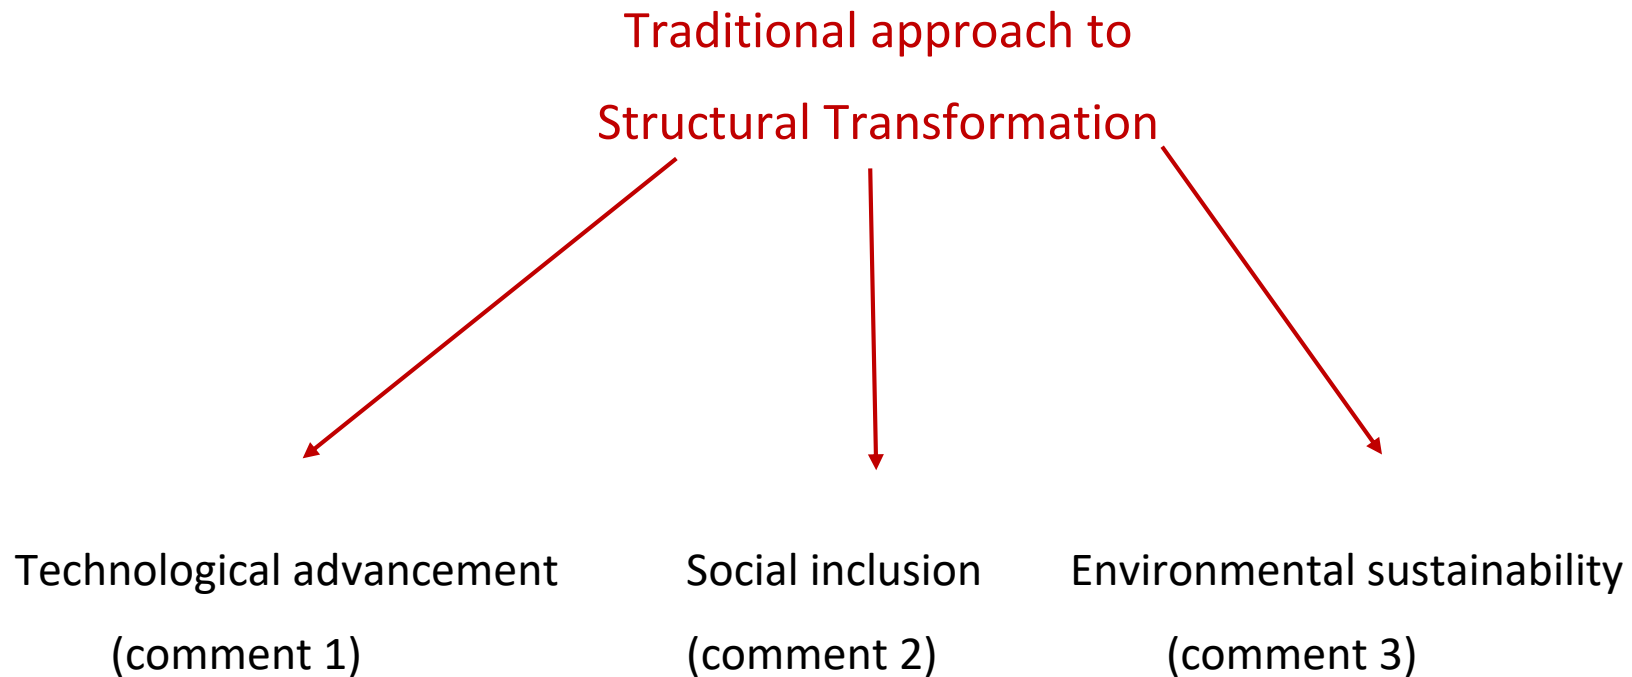 Traditional approach to
Structural Transformation
Technological advancement
(comment 1)
Social inclusion
(comment 2)
Environmental sustainability
(comment 3)